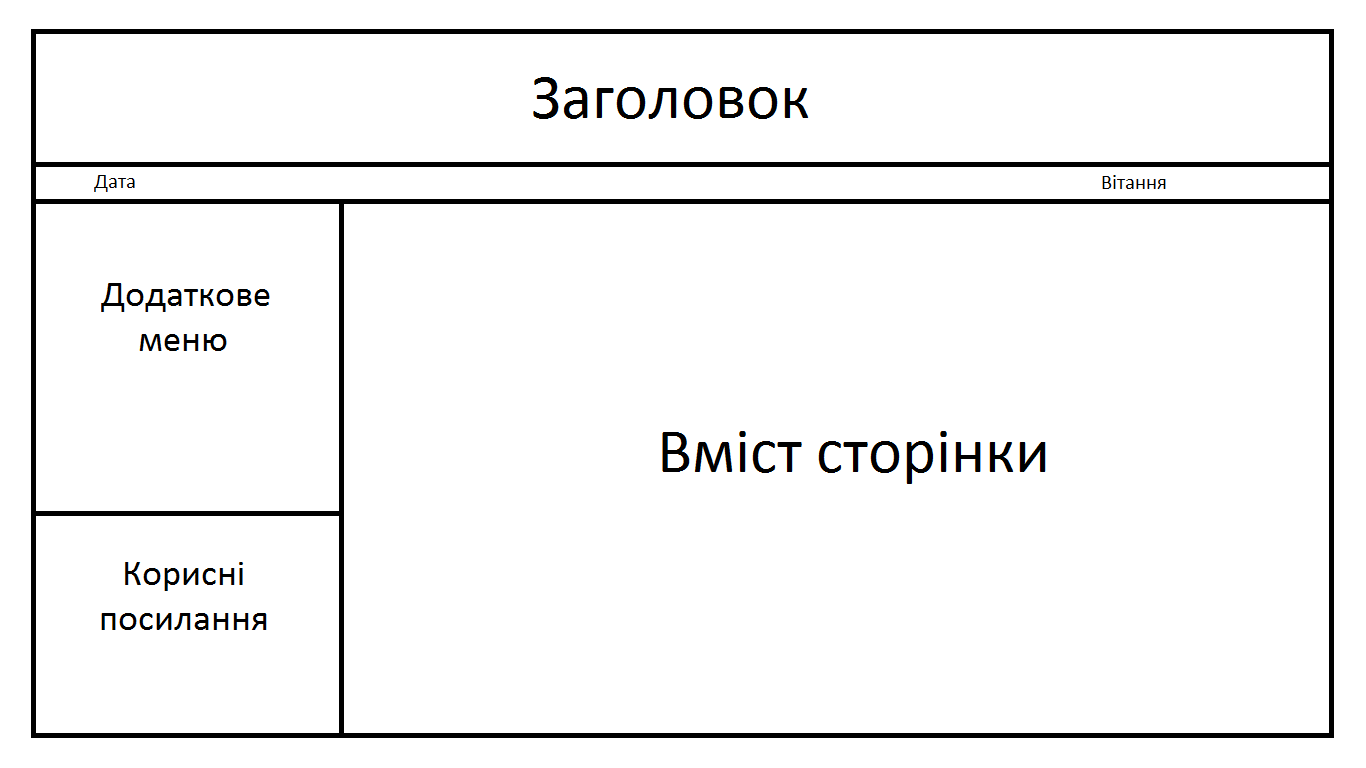 Заголовок
Дата
Вітання
Додаткове
меню
Вміст сторінки
Корисні
посилання